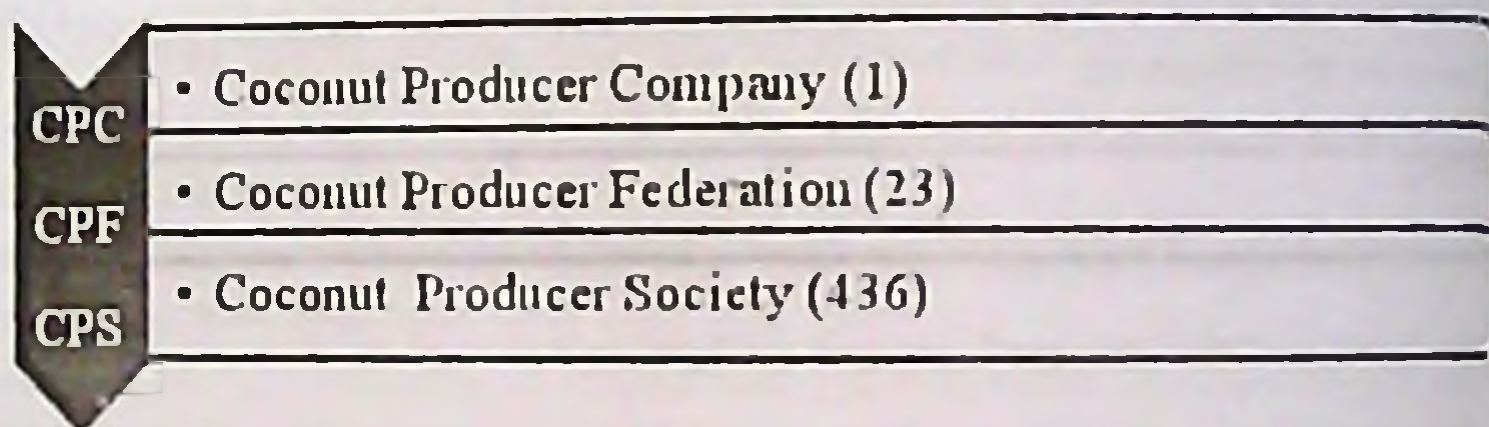 CPC
• Coconut Producer Company (1)
CPF
• Coconut Producer Federation (23)
CPS
• Coconut Producer Society (436)